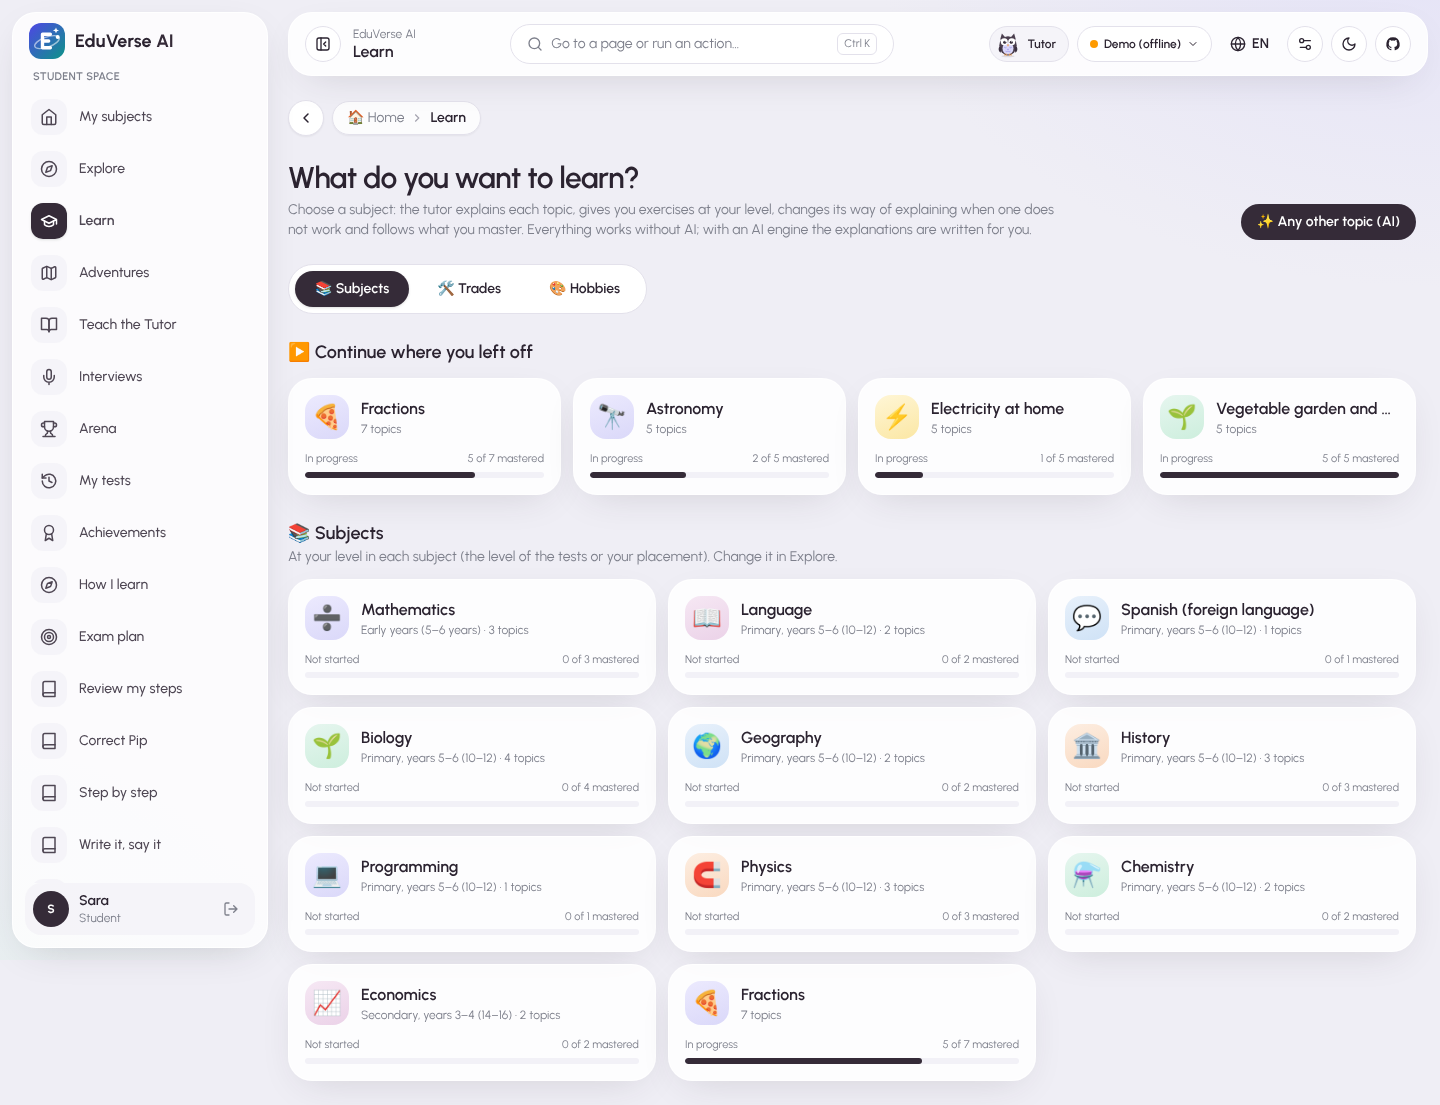 EduVerse AI
STUDENT SPACE
My subjects
Explore
Learn
Adventures
Teach the Tutor
Interviews
Arena
My tests
Achievements
How I learn
Exam plan
Review my steps
Correct Pip
Step by step
Write it, say it
S
Sara
Student
EduVerse AI
Learn
Go to a page or run an action...
Ctrl K
Tutor
Demo (offline)
EN
Home
Learn
What do you want to learn?
Choose a subject: the tutor explains each topic, gives you exercises at your level, changes its way of explaining when one does
not work and follows what you master. Everything works without AI; with an AI engine the explanations are written for you.
Any other topic (AI)
Subjects
Trades
Hobbies
Continue where you left off
Fractions
7 topics
In progress
5 of 7 mastered
Astronomy
5 topics
In progress
2 of 5 mastered
Electricity at home
5 topics
In progress
1 of 5 mastered
Vegetable garden and ...
5 topics
In progress
5 of 5 mastered
Subjects
At your level in each subject (the level of the tests or your placement). Change it in Explore.
Mathematics
Early years (5–6 years) · 3 topics
Not started
0 of 3 mastered
Language
Primary, years 5–6 (10–12) · 2 topics
Not started
0 of 2 mastered
Spanish (foreign language)
Primary, years 5–6 (10–12) · 1 topics
Not started
0 of 1 mastered
Biology
Primary, years 5–6 (10–12) · 4 topics
Not started
0 of 4 mastered
Geography
Primary, years 5–6 (10–12) · 2 topics
Not started
0 of 2 mastered
History
Primary, years 5–6 (10–12) · 3 topics
Not started
0 of 3 mastered
Programming
Primary, years 5–6 (10–12) · 1 topics
Not started
0 of 1 mastered
Physics
Primary, years 5–6 (10–12) · 3 topics
Not started
0 of 3 mastered
Chemistry
Primary, years 5–6 (10–12) · 2 topics
Not started
0 of 2 mastered
Economics
Secondary, years 3–4 (14–16) · 2 topics
Not started
0 of 2 mastered
Fractions
7 topics
In progress
5 of 7 mastered